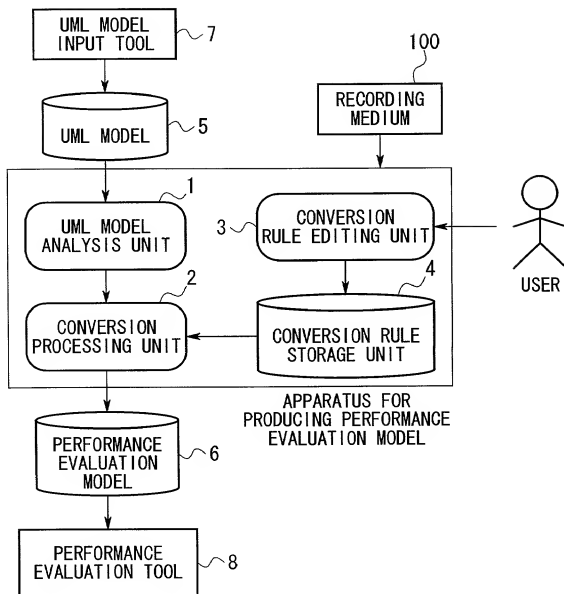 UML MODEL
INPUT TOOL
7
100
RECORDING
MEDIUM
UML MODEL
5
1
UML MODEL
ANALYSIS UNIT
3
CONVERSION
RULE EDITING UNIT
USER
2
CONVERSION
PROCESSING UNIT
4
CONVERSION RULE
STORAGE UNIT
APPARATUS FOR
PRODUCING PERFORMANCE
EVALUATION MODEL
PERFORMANCE
EVALUATION
MODEL
6
PERFORMANCE
EVALUATION TOOL
8